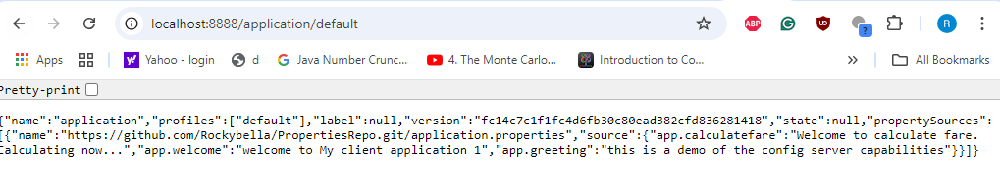 localhost:8888/application/default
ABP
?
R
Apps
Yahoo - login
d
Java Number Crunc...
4. The Monte Carlo...
Introduction to Co...
»
All Bookmarks
Pretty-print
{"name":"application","profiles":["default"],"label":null,"version":"fc14c7c1f1fc4d6fb30c80ead382cfd836281418","state":null,"propertySources":
[{"name":"https://github.com/Rockybella/PropertiesRepo.git/application.properties","source":{"app.calculatefare":"Welcome to calculate fare.
Calculating now...","app.welcome":"welcome to My client application 1","app.greeting":"this is a demo of the config server capabilities"}}]}